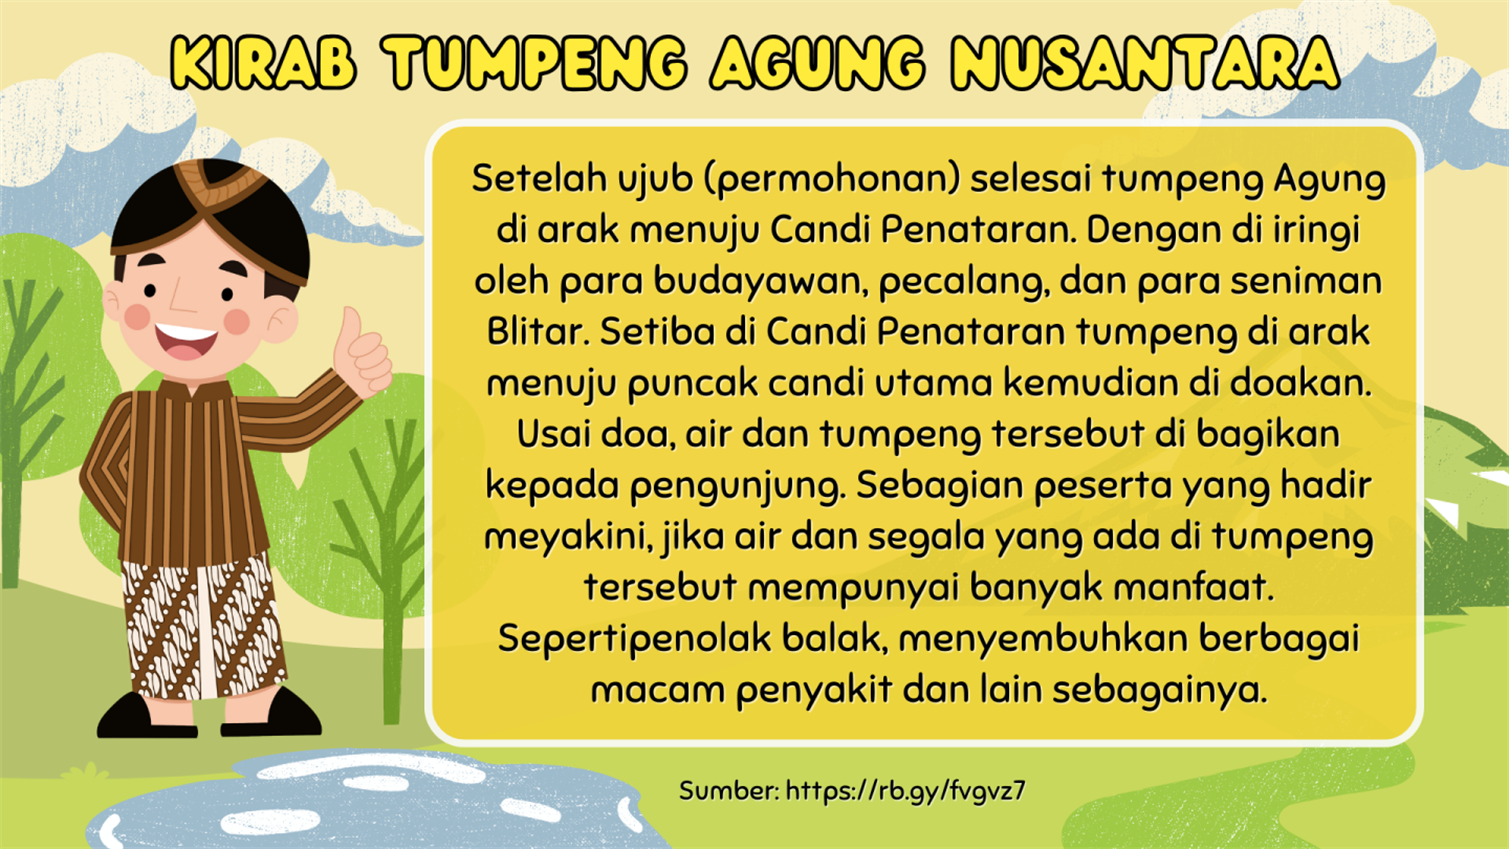 KIRAB TUMPENG AGUNG NUSANTARA
Setelah ujub (permohonan) selesai tumpeng Agung
di arak menuju Candi Penataran. Dengan di iringi
oleh para budayawan, pecalang, dan para seniman
Blitar. Setiba di Candi Penataran tumpeng di arak
menuju puncak candi utama kemudian di doakan.
Usai doa, air dan tumpeng tersebut di bagikan
kepada pengunjung. Sebagian peserta yang hadir
meyakini, jika air dan segala yang ada di tumpeng
tersebut mempunyai banyak manfaat.
Sepertipenolak balak, menyembuhkan berbagai
macam penyakit dan lain sebagainya.
Sumber: https://rb.gy/fvgvz7